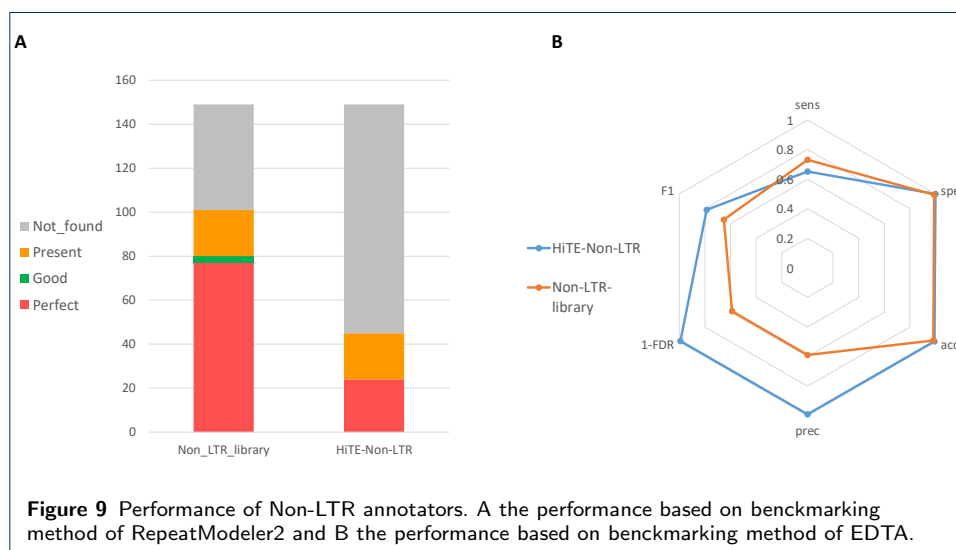 A
160
140
120
100
80
60
40
20
0
Not_found
Present
Good
Perfect
Non_LTR_library
HiTE-Non-LTR
B
sens
1
0.8
0.6
0.4
0.2
0
F1
spe
1-FDR
acc
prec
HiTE-Non-LTR
Non-LTR-
library
Figure 9 Performance of Non-LTR annotators. A the performance based on benckmarking
method of RepeatModeler2 and B the performance based on benckmarking method of EDTA.